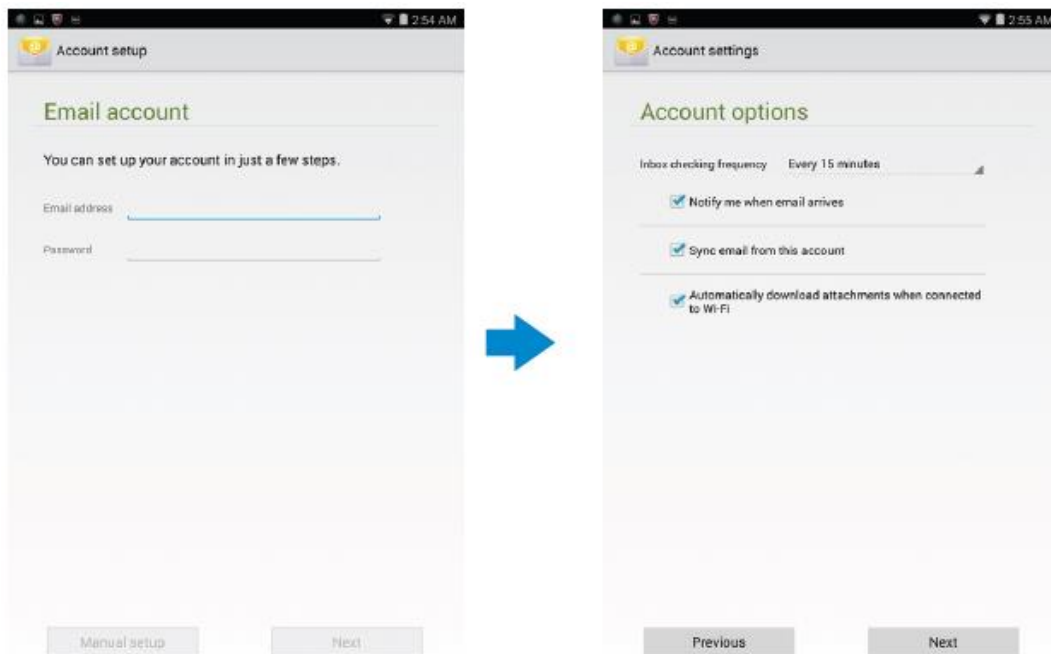 2:54 AM
Account setup
Email account
You can set up your account in just a few steps.
Email address
Password
Manual setup
Next
2:55 AM
Account settings
Account options
Inbox checking frequency Every 15 minutes
Notify me when email arrives
Sync email from this account
Automatically download attachments when connected
to Wi-Fi
Previous
Next